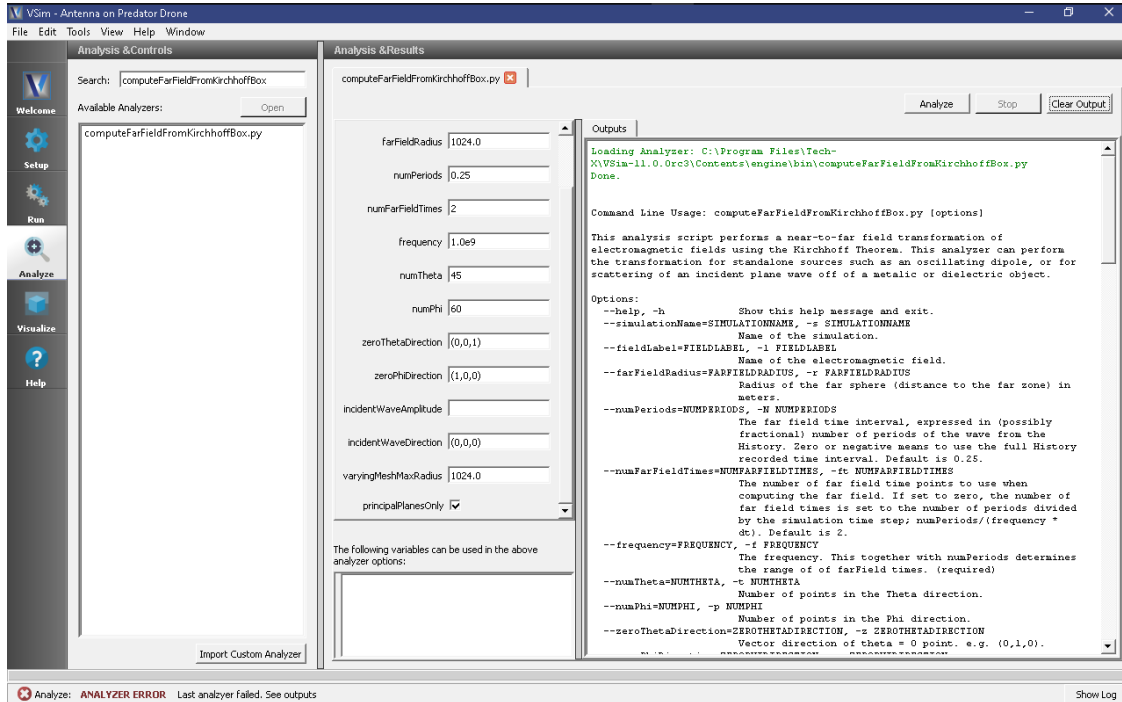 VSim - Antenna on Predator Drone
File Edit Tools View Help Window
Analysis &Controls
Search: computeFarFieldFromKirchhoffBox
Available Analyzers: Open
computeFarFieldFromKirchhoffBox.py
Import Custom Analyzer
Welcome
Setup
Run
Analyze
Visualize
Help
Analysis &Results
computeFarFieldFromKirchhoffBox.py
Analyze Stop Clear Output
farFieldRadius 1024.0
numPeriods 0.25
numFarFieldTimes 2
frequency 1.0e9
numTheta 45
numPhi 60
zeroThetaDirection (0,0,1)
zeroPhiDirection (1,0,0)
incidentWaveAmplitude
incidentWaveDirection (0,0,0)
varyingMeshMaxRadius 1024.0
principalPlanesOnly
The following variables can be used in the above
analyzer options:
Outputs
Loading Analyzer: C:\Program Files\Tech-
X\VSim-11.0.0rc3\Contents\engine\bin\computeFarFieldFromKirchhoffBox.py
Done.
Command Line Usage: computeFarFieldFromKirchhoffBox.py [options]
This analysis script performs a near-to-far field transformation of
electromagnetic fields using the Kirchhoff Theorem. This analyzer can perform
the transformation for standalone sources such as an oscillating dipole, or for
scattering of an incident plane wave off of a metalic or dielectric object.
Options:
--help, -h Show this help message and exit.
--simulationName=SIMULATIONNAME, -s SIMULATIONNAME
Name of the simulation.
--fieldLabel=FIELDLABEL, -l FIELDLABEL
Name of the electromagnetic field.
--farFieldRadius=FARFIELDRADIUS, -r FARFIELDRADIUS
Radius of the far sphere (distance to the far zone) in
meters.
--numPeriods=NUMPERIODS, -N NUMPERIODS
The far field time interval, expressed in (possibly
fractional) number of periods of the wave from the
History. Zero or negative means to use the full History
recorded time interval. Default is 0.25.
--numFarFieldTimes=NUMFARFIELDTIMES, -ft NUMFARFIELDTIMES
The number of far field time points to use when
computing the far field. If set to zero, the number of
far field times is set to the number of periods divided
by the simulation time step; numPeriods/(frequency *
dt). Default is 2.
--frequency=FREQUENCY, -f FREQUENCY
The frequency. This together with numPeriods determines
the range of of farField times. (required)
--numTheta=NUMTHETA, -t NUMTHETA
Number of points in the Theta direction.
--numPhi=NUMPHI, -p NUMPHI
Number of points in the Phi direction.
--zeroThetaDirection=ZEROTHETADIRECTION, -z ZEROTHETADIRECTION
Vector direction of theta = 0 point. e.g. (0,1,0).
Analyze: ANALYZER ERROR Last analzyer failed. See outputs
Show Log